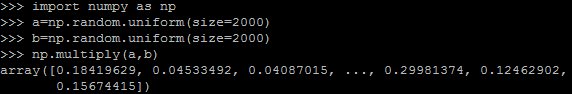 >>> import numpy as np
>>> a=np.random.uniform(size=2000)
>>> b=np.random.uniform(size=2000)
>>> np.multiply(a,b)
array([0.18419629, 0.04533492, 0.04087015, ..., 0.29981374, 0.12462902,
       0.15674415])